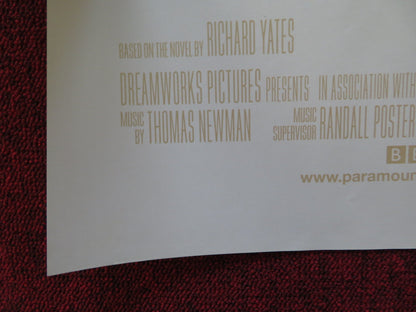 BASED ON THE NOVEL BY RICHARD YATES
DREAMWORKS PICTURES PRESENTS IN ASSOCIATION WITH
MUSIC BY THOMAS NEWMAN MUSIC SUPERVISOR RANDALL POSTER
B B
www.paramoun